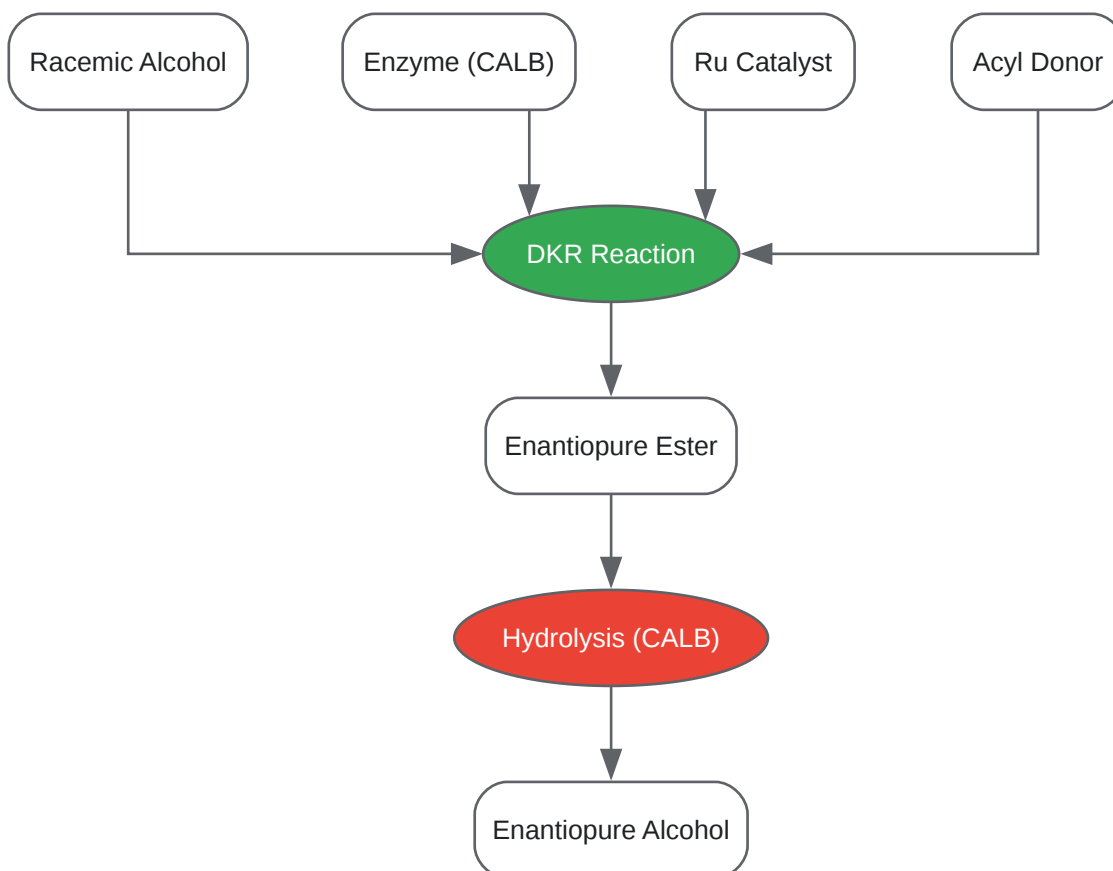 Racemic Alcohol
Enzyme (CALB)
Ru Catalyst
Acyl Donor
DKR Reaction
Enantiopure Ester
Hydrolysis (CALB)
Enantiopure Alcohol